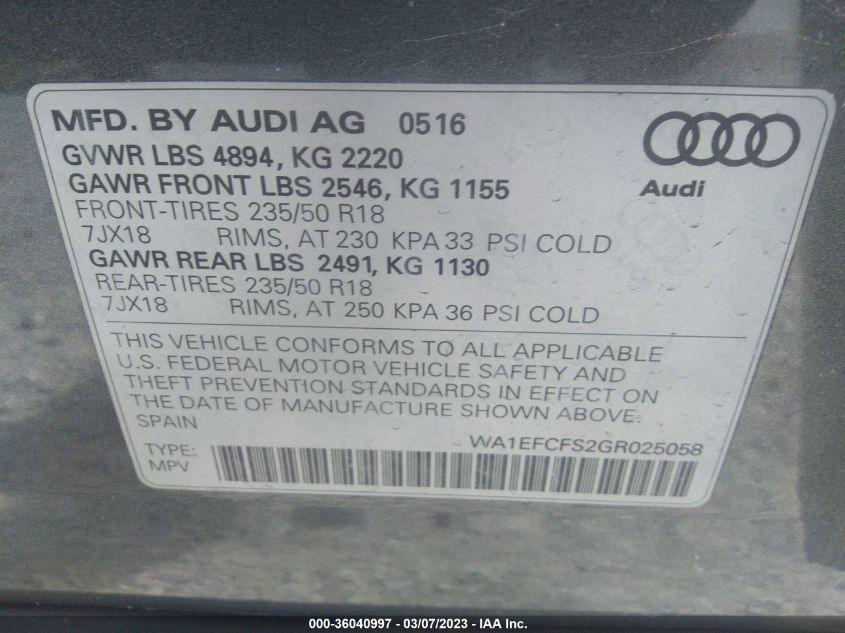 MFD. BY AUDI AG 0516
GVWR LBS 4894, KG 2220
GAWR FRONT LBS 2546, KG 1155
FRONT-TIRES 235/50 R18
7JX18 RIMS, AT 230 KPA 33 PSI COLD
GAWR REAR LBS 2491, KG 1130
REAR-TIRES 235/50 R18
7JX18 RIMS, AT 250 KPA 36 PSI COLD
Audi
THIS VEHICLE CONFORMS TO ALL APPLICABLE
U.S. FEDERAL MOTOR VEHICLE SAFETY AND
THEFT PREVENTION STANDARDS IN EFFECT ON
THE DATE OF MANUFACTURE SHOWN ABOVE.
SPAIN
WA1EFCFS2GR025058
TYPE:
MPV
000-36040997 — 03/07/2023 — IAA Inc.